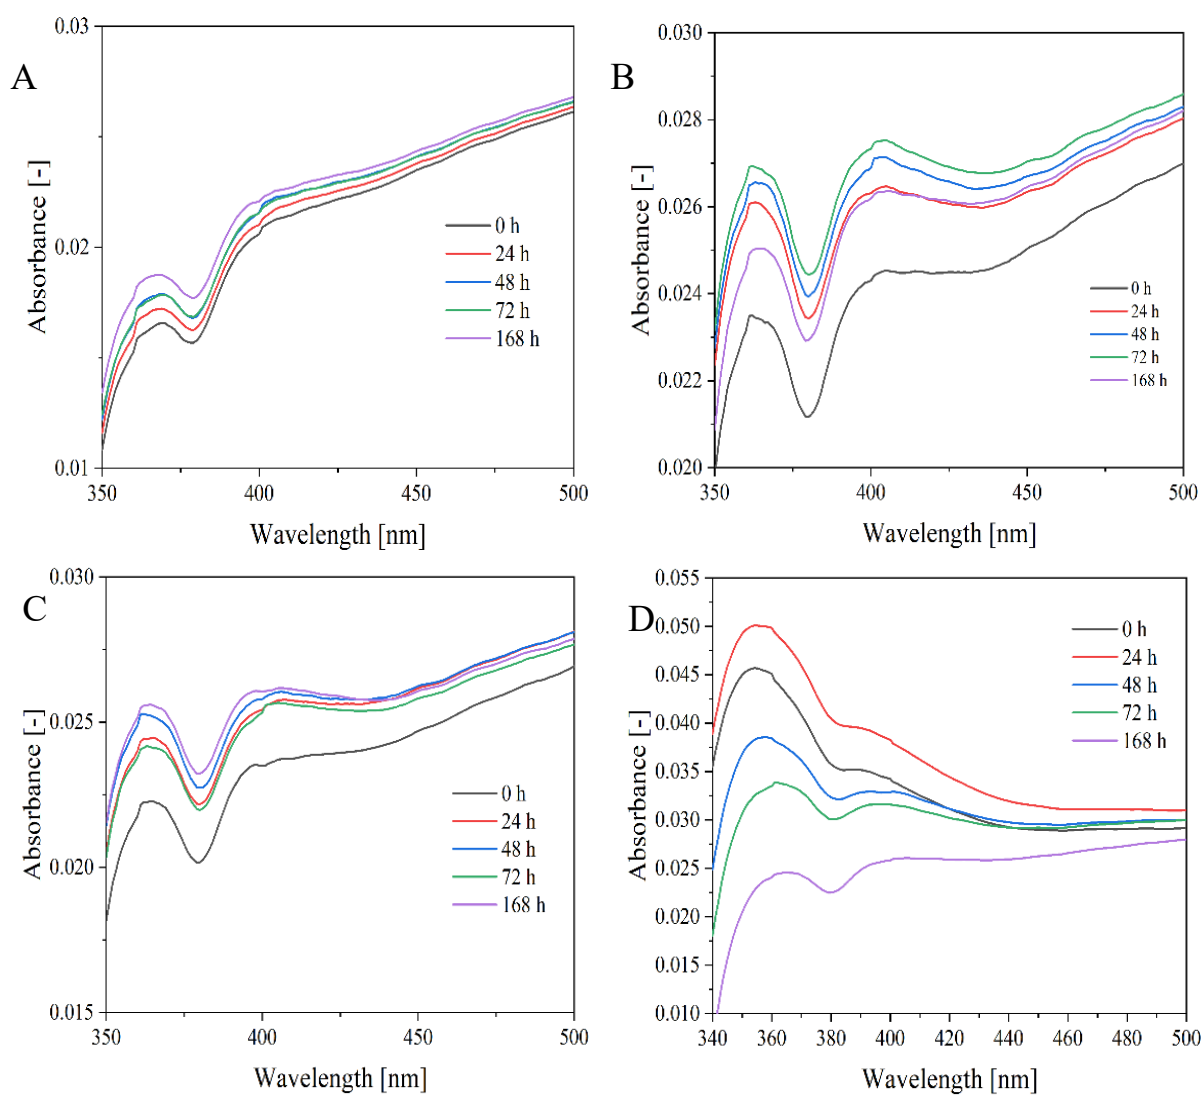 A
Absorbance [-]
0.03
0.02
0.01
350
400
450
500
Wavelength [nm]
0 h
24 h
48 h
72 h
168 h
B
Absorbance [-]
0.030
0.028
0.026
0.024
0.022
0.020
350
400
450
500
Wavelength [nm]
0 h
24 h
48 h
72 h
168 h
C
Absorbance [-]
0.030
0.025
0.020
0.015
350
400
450
500
Wavelength [nm]
0 h
24 h
48 h
72 h
168 h
D
Absorbance [-]
0.055
0.050
0.045
0.040
0.035
0.030
0.025
0.020
0.015
0.010
340
360
380
400
420
440
460
480
500
Wavelength [nm]
0 h
24 h
48 h
72 h
168 h